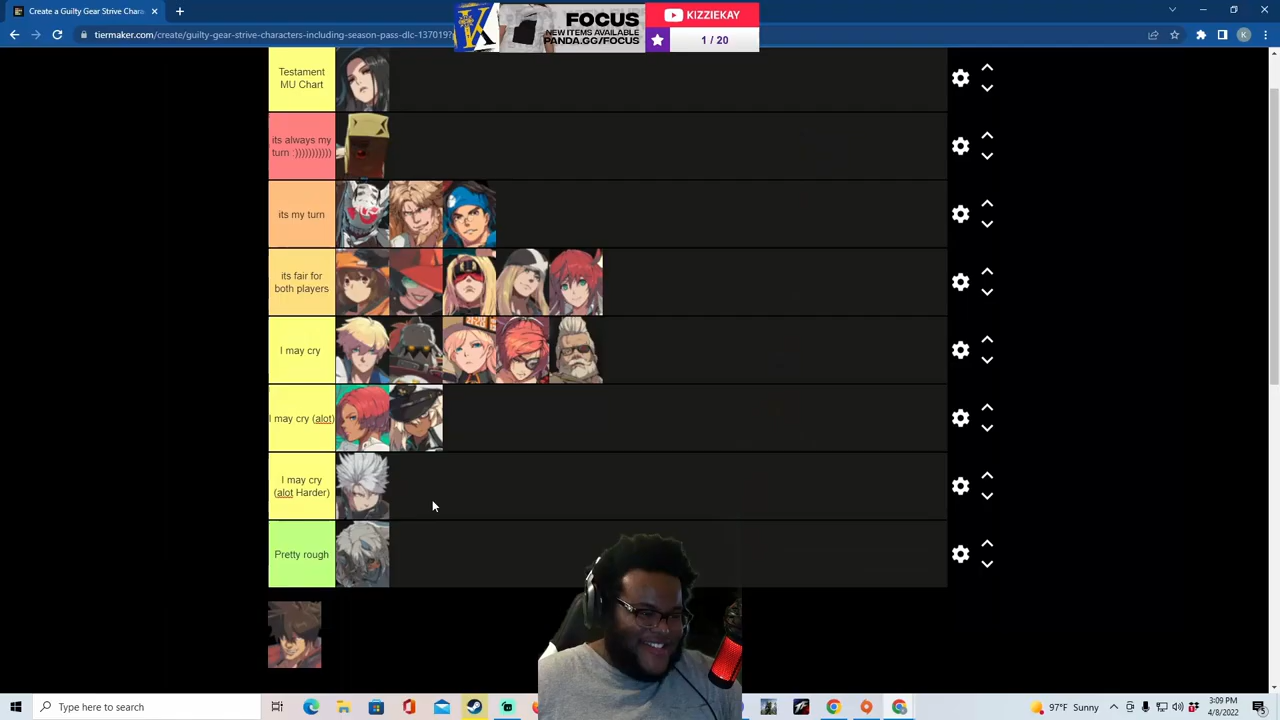 Create a Guilty Gear Strive Chara
tiermaker.com/create/guilty-gear-strive-characters-including-season-pass-dlc-1370192
K
FOCUS
NEW ITEMS AVAILABLE
PANDA.GG/FOCUS
KIZZIEKAY
1 / 20
K
Testament
MU Chart
its always my
turn :)))))))))))
its my turn
its fair for
both players
I may cry
I may cry (alot)
I may cry
(alot Harder)
Pretty rough
Type here to search
97°F Sunny
3:09 PM
4/8/2022
5